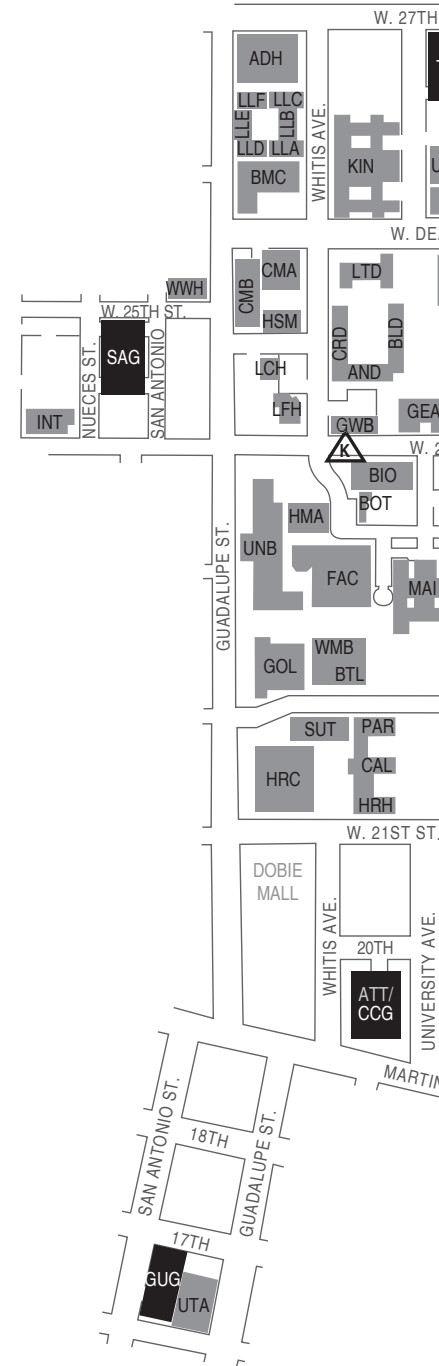 W. 27TH
ADH
LLF
LLC
LLE
LLB
LLD
LLA
BMC
WHITIS AVE.
KIN
W. DE
WWH
CMB
CMA
HSM
LTD
W. 25TH ST.
SAG
NUECES ST.
SAN ANTONIO
INT
LCH
LFH
CRD
BLD
AND
GWB
GEA
K
W. 2
BIO
BOT
GUADALUPE ST.
UNB
HMA
FAC
MAI
GOL
WMB
BTL
SUT
PAR
CAL
HRC
HRH
W. 21ST ST.
DOBIE
MALL
WHITIS AVE.
20TH
ATT/
CCG
UNIVERSITY AVE.
MARTIN
SAN ANTONIO ST.
18TH
GUADALUPE ST.
17TH
GUG
UTA